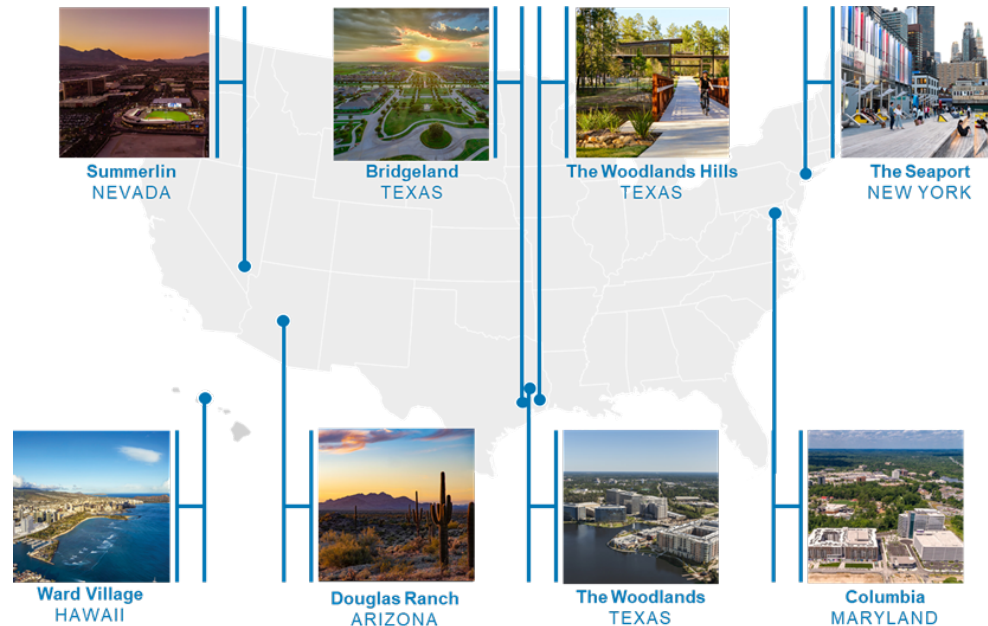 Summerlin
NEVADA
Bridgeland
TEXAS
The Woodlands Hills
TEXAS
The Seaport
NEW YORK
Ward Village
HAWAII
Douglas Ranch
ARIZONA
The Woodlands
TEXAS
Columbia
MARYLAND